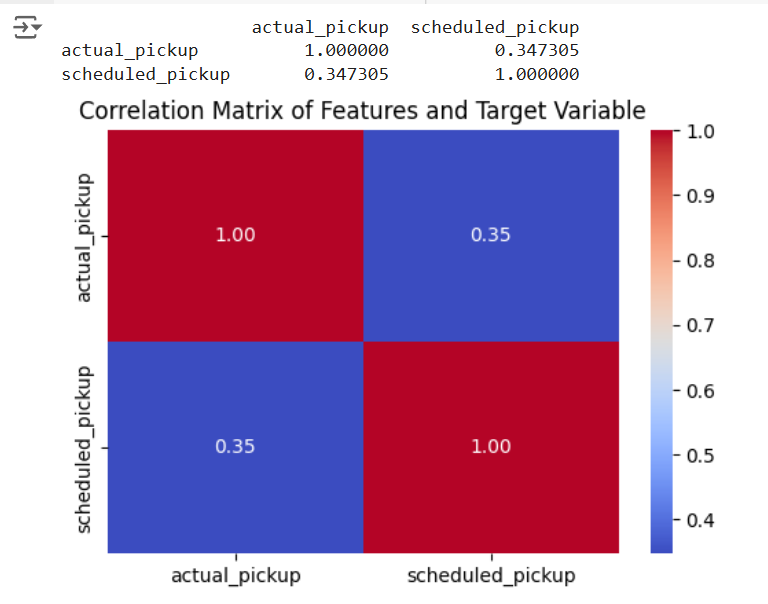 actual_pickup scheduled_pickup
actual_pickup 1.000000 0.347305
scheduled_pickup 0.347305 1.000000
Correlation Matrix of Features and Target Variable
actual_pickup
1.00 0.35
scheduled_pickup
0.35 1.00
actual_pickup scheduled_pickup
1.0
0.9
0.8
0.7
0.6
0.5
0.4